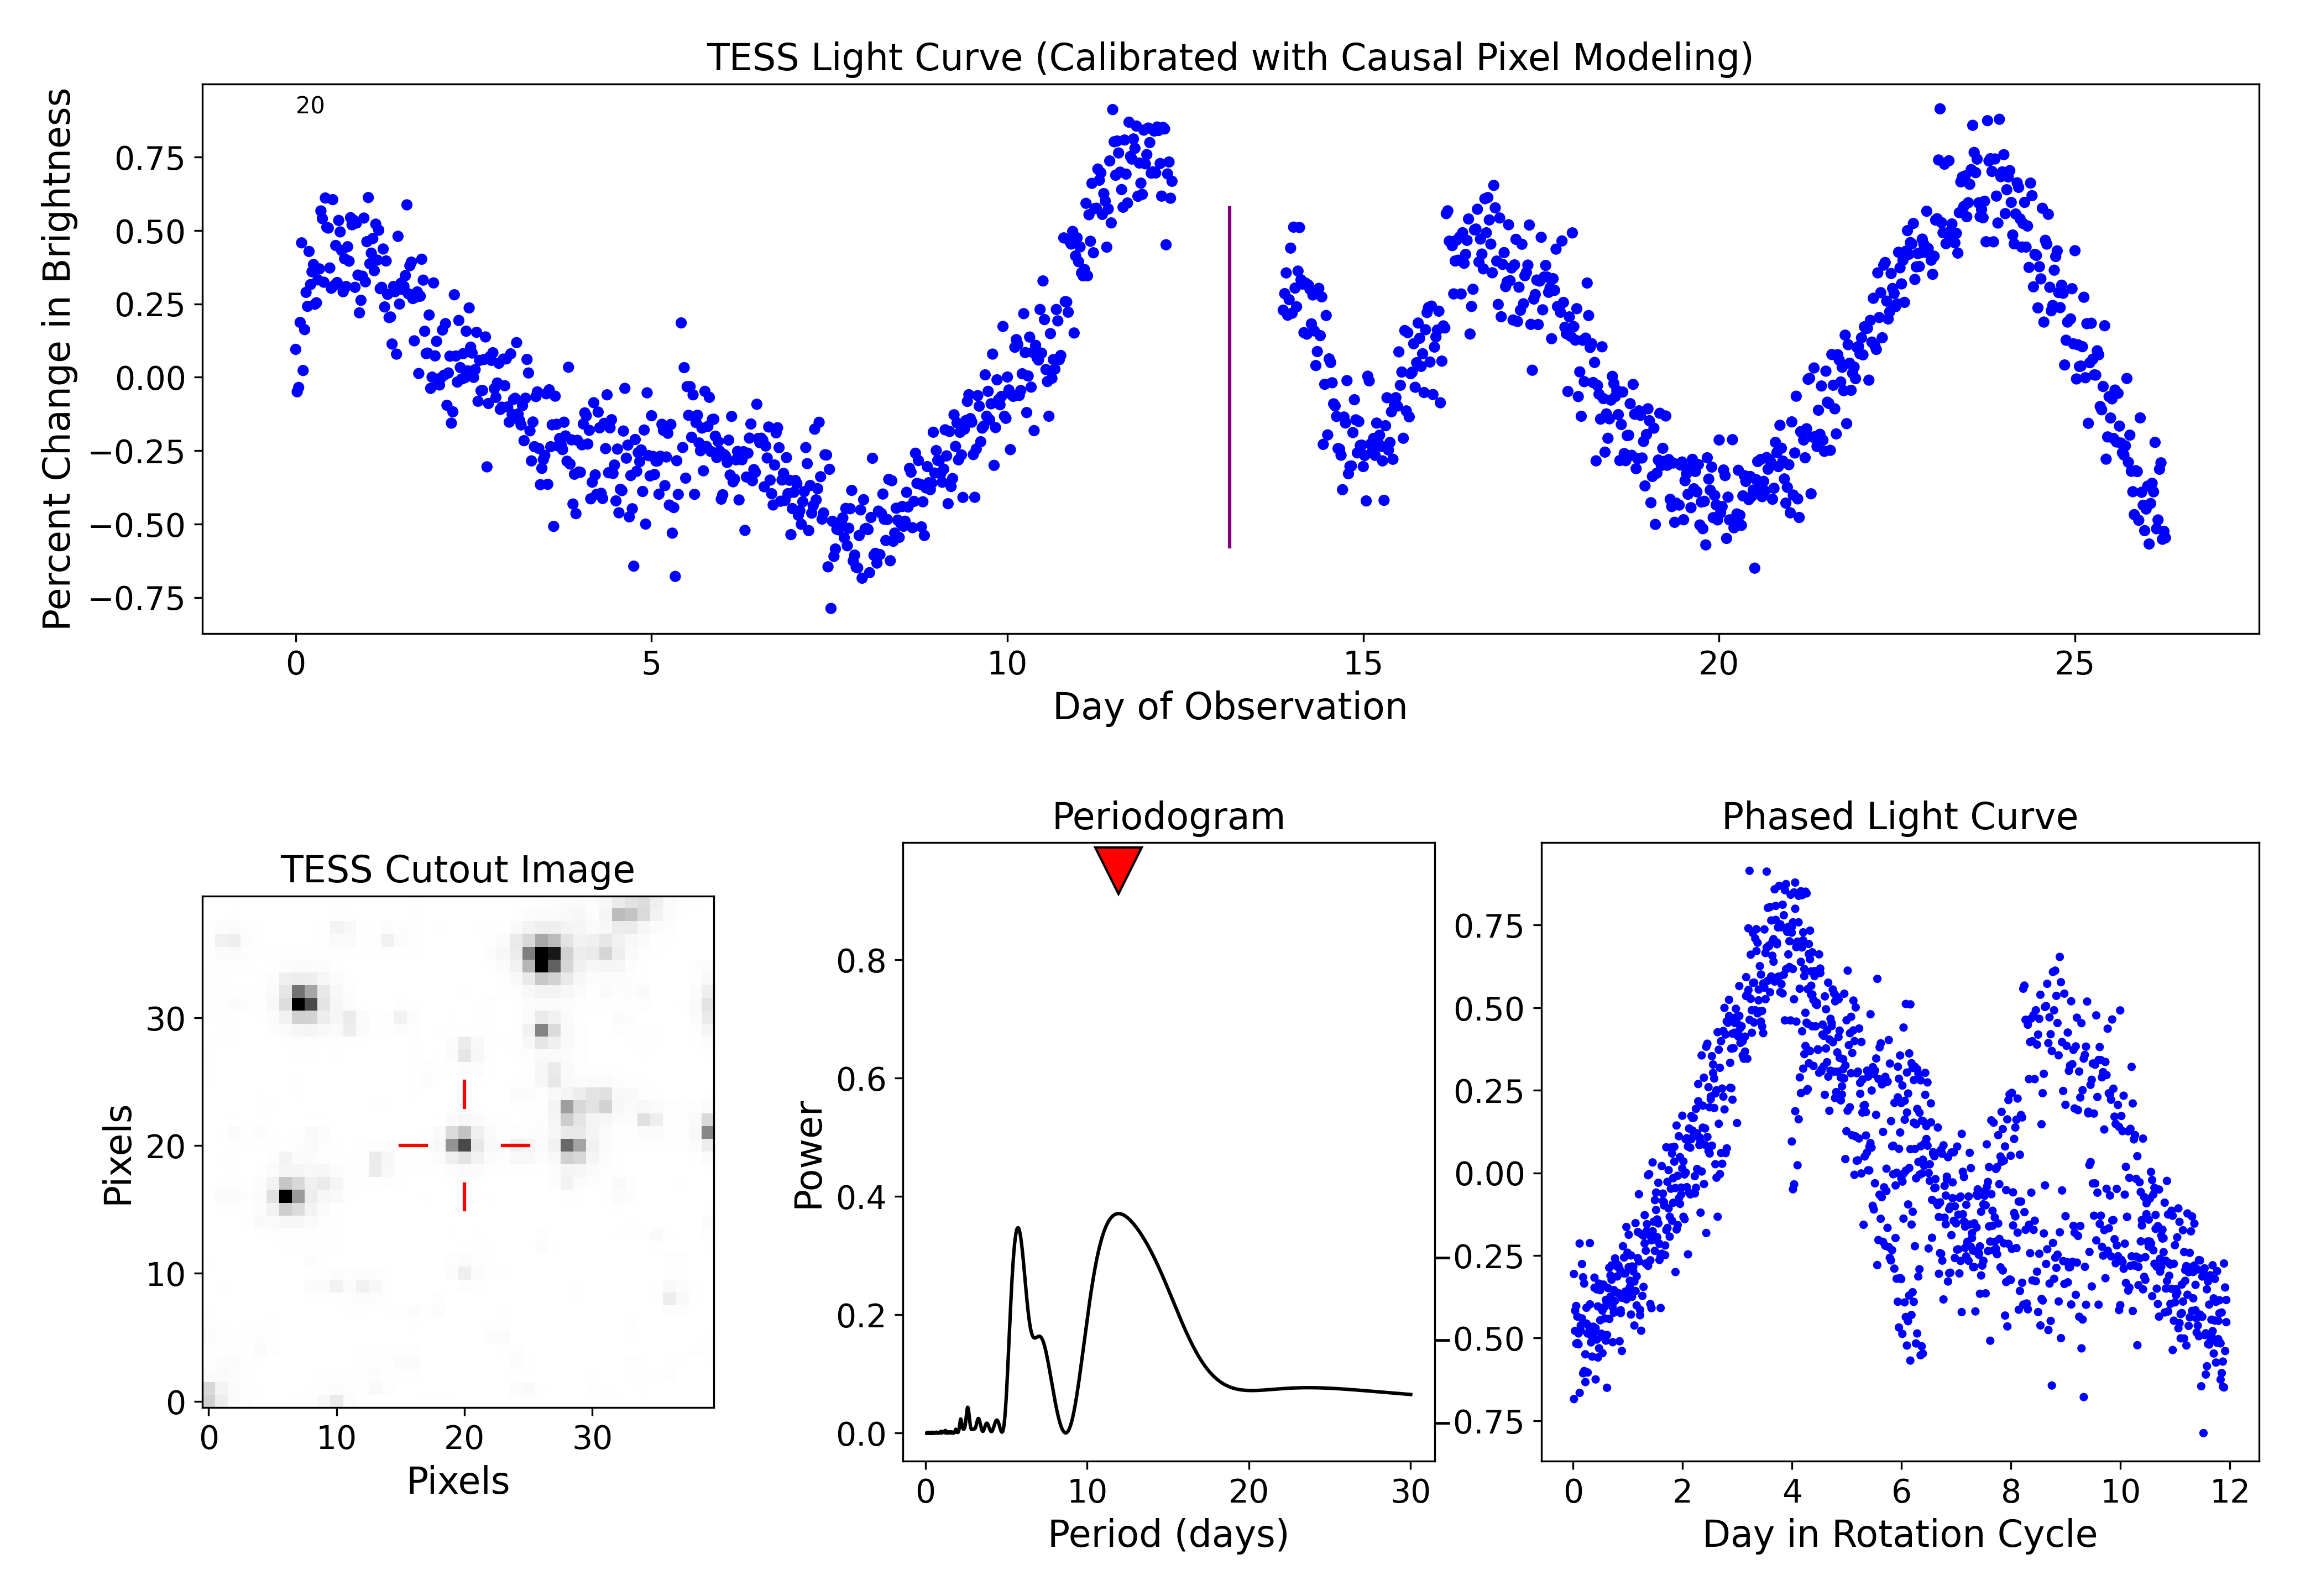 TESS Light Curve (Calibrated with Causal Pixel Modeling)
20
Percent Change in Brightness
0.75
0.50
0.25
0.00
−0.25
−0.50
−0.75
0 5 10 15 20 25
Day of Observation
TESS Cutout Image
Pixels
30
20
10
0
0 10 20 30
Pixels
Periodogram
Power
0.8
0.6
0.4
0.2
0.0
0 10 20 30
Period (days)
Phased Light Curve
0.75
0.50
0.25
0.00
−0.25
−0.50
−0.75
0 2 4 6 8 10 12
Day in Rotation Cycle